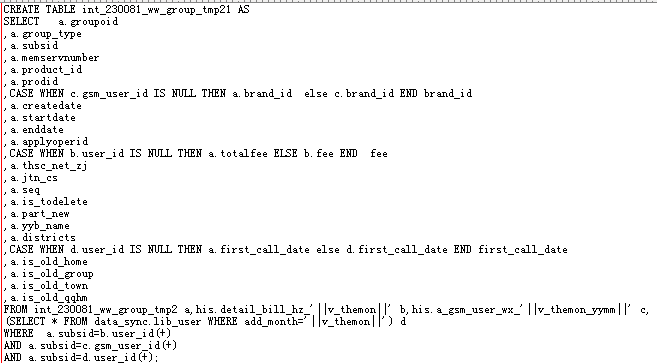 CREATE TABLE int_230081_ww_group_tmp21 AS
SELECT a.groupoid
,a.group_type
,a.subsid
,a.memservnumber
,a.product_id
,a.prodid
,CASE WHEN c.gsm_user_id IS NULL THEN a.brand_id else c.brand_id END brand_id
,a.createdate
,a.startdate
,a.enddate
,a.applyoperid
,CASE WHEN b.user_id IS NULL THEN a.totalfee ELSE b.fee END fee
,a.thsc_net_zj
,a.jtn_cs
,a.seq
,a.is_todelete
,a.part_new
,a.yyb_name
,a.districts
,CASE WHEN d.user_id IS NULL THEN a.first_call_date else d.first_call_date END first_call_date
,a.is_old_home
,a.is_old_group
,a.is_old_town
,a.is_old_qqhm
FROM int_230081_ww_group_tmp2 a,his.detail_bill_hz_'||v_themon||' b,his.a_gsm_user_wx_'||v_themon_yymm||' c,
(SELECT * FROM data_sync.lib_user WHERE add_month='||v_themon||') d
WHERE a.subsid=b.user_id(+)
AND a.subsid=c.gsm_user_id(+)
AND a.subsid=d.user_id(+);